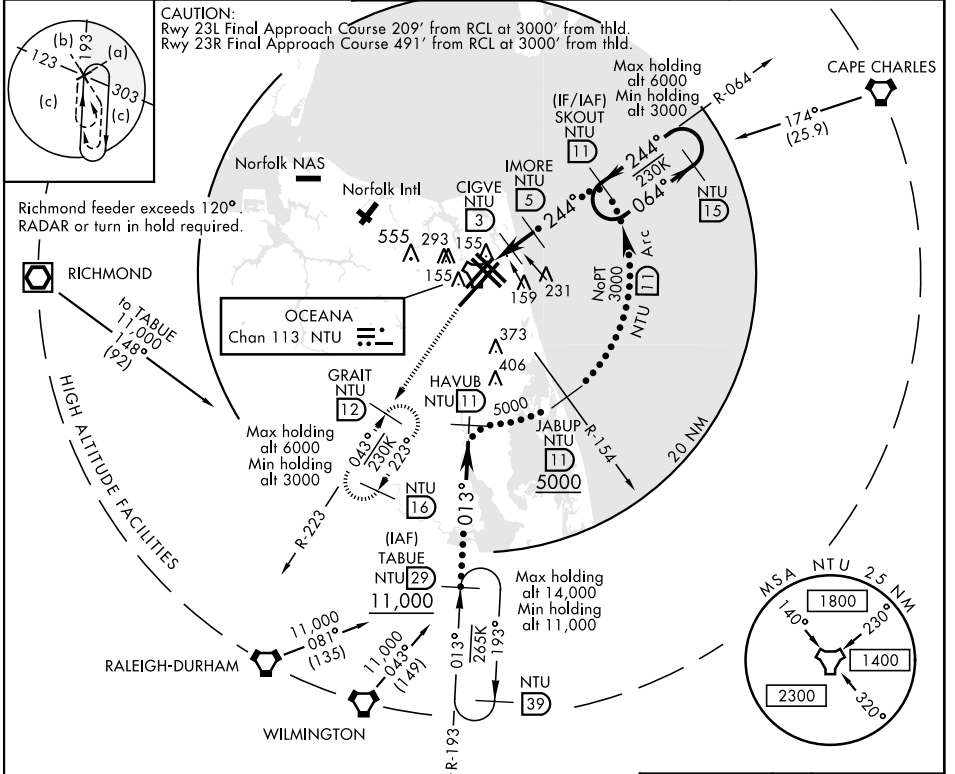 CAUTION:
Rwy 23L Final Approach Course 209' from RCL at 3000' from thld.
Rwy 23R Final Approach Course 491' from RCL at 3000' from thld.
(b)
193
(a)
123
303
(c)
(c)
Max holding
alt 6000
Min holding
alt 3000
R-064
CAPE CHARLES
174°
(25.9)
(IF/IAF)
SKOUT
NTU
11
244°
230K
064°
NTU
15
Norfolk NAS
Norfolk Intl
IMORE
NTU
5
CIGVE
NTU
3
244°
Richmond feeder exceeds 120°.
RADAR or turn in hold required.
555
293
155
155
159
231
NoPT
3000
NTU
11
Arc
RICHMOND
to TABUE
11,000
148°
(92)
OCEANA
Chan 113 NTU
373
406
GRAIT
NTU
12
HAVUB
NTU 11
5000
JABUP
NTU
11
5000
R-154
20 NM
Max holding
alt 6000
Min holding
alt 3000
043°
230K
223°
NTU
16
R-223
013°
HIGH ALTITUDE FACILITIES
(IAF)
TABUE
NTU 29
11,000
Max holding
alt 14,000
Min holding
alt 11,000
013°
265K
193°
NTU
39
R-193
11,000
081°
(135)
RALEIGH-DURHAM
11,000
043°
(149)
WILMINGTON
MSA NTU 25 NM
1800
140°
230°
1400
2300
320°